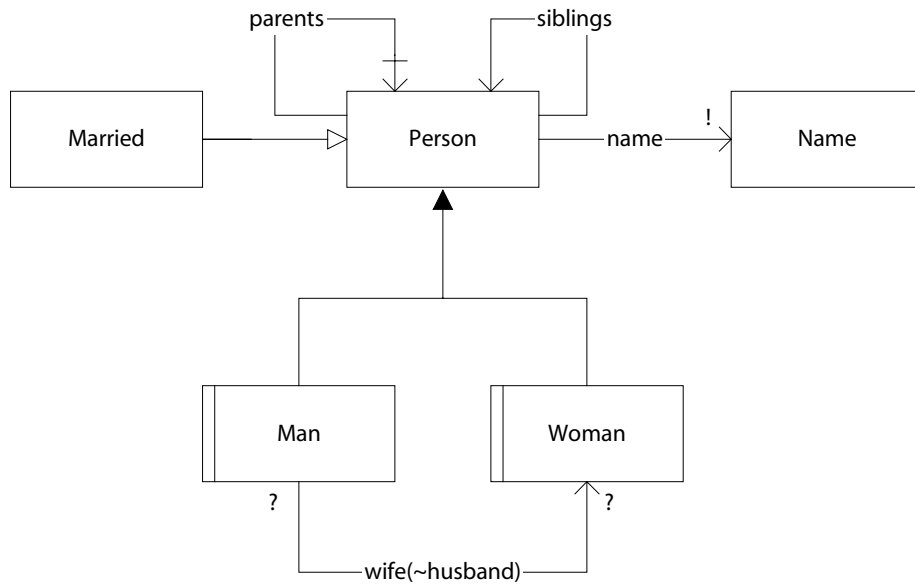 parents
siblings
Married
Person
name
!
Name
Man
Woman
?
?
wife(~husband)